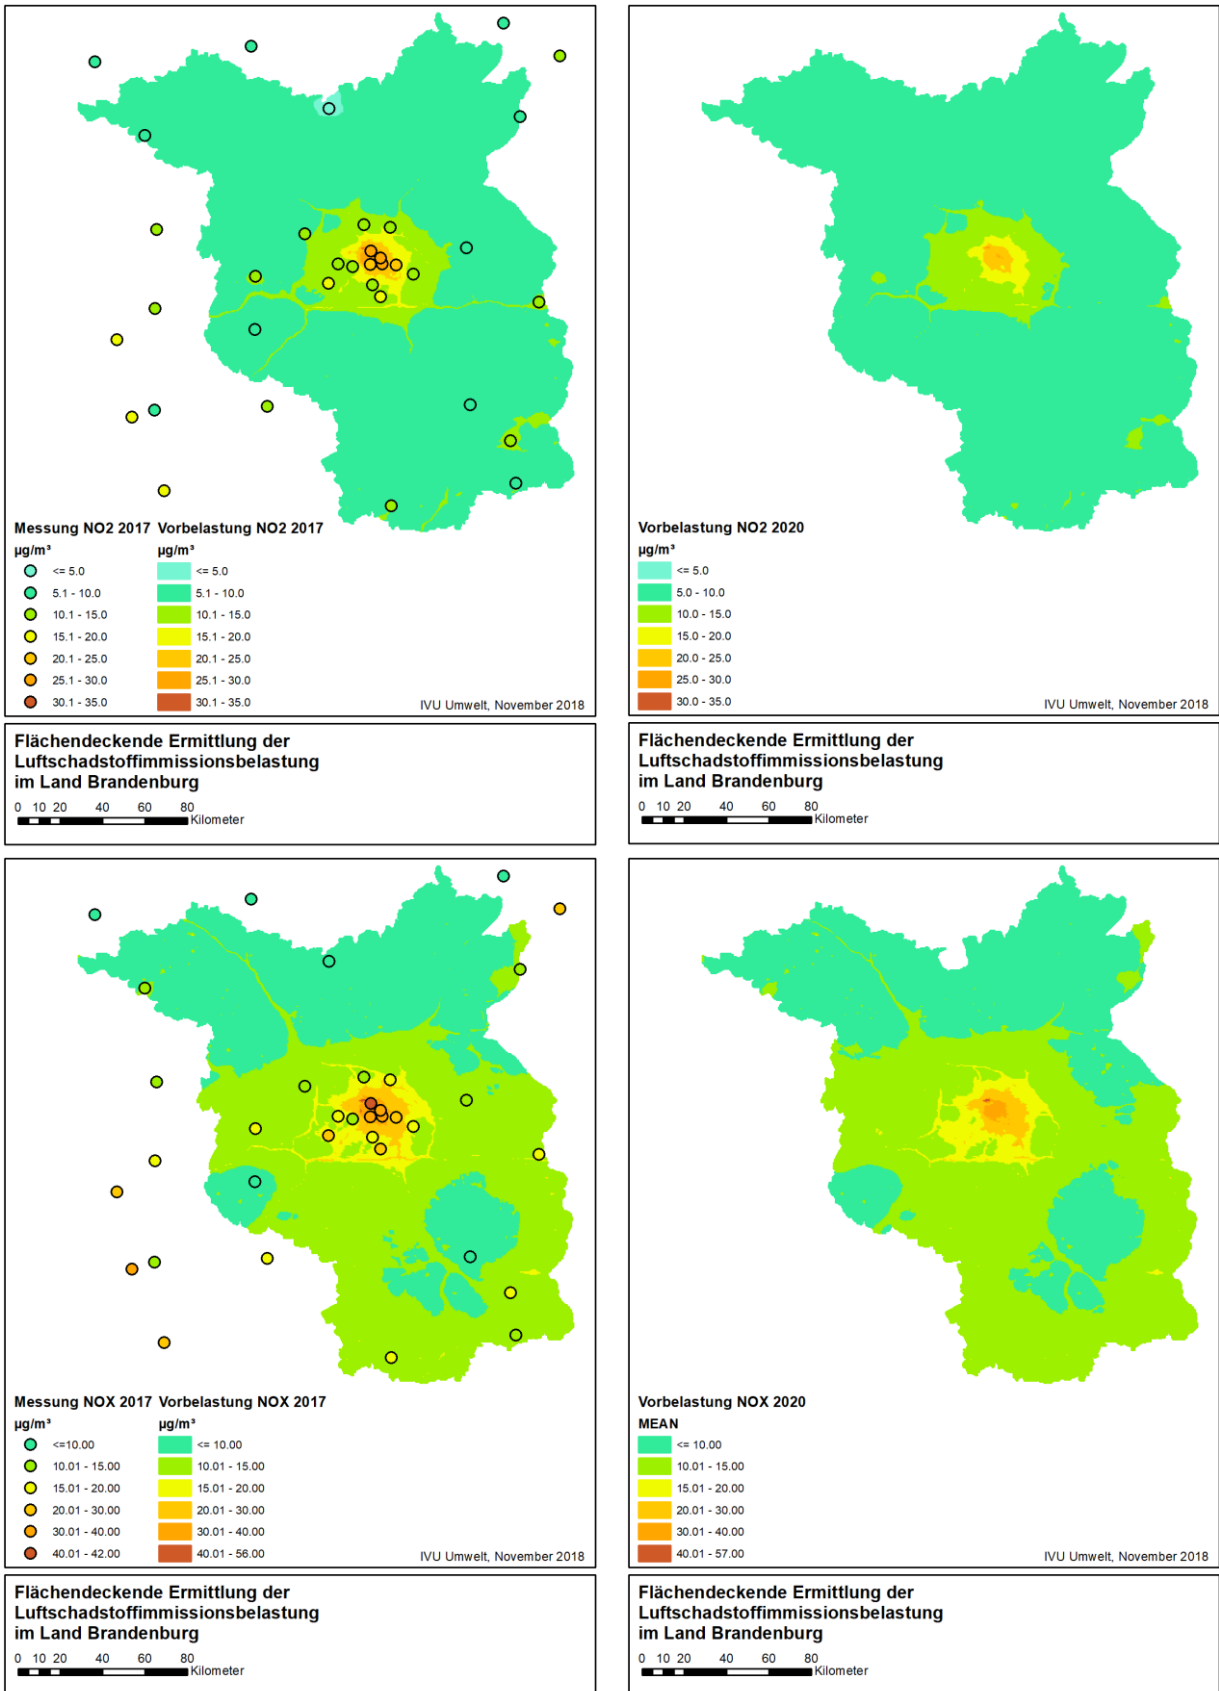 Messung NO2 2017 Vorbelastung NO2 2017
µg/m³ µg/m³
<= 5.0 <= 5.0
5.1 - 10.0 5.1 - 10.0
10.1 - 15.0 10.1 - 15.0
15.1 - 20.0 15.1 - 20.0
20.1 - 25.0 20.1 - 25.0
25.1 - 30.0 25.1 - 30.0
30.1 - 35.0 30.1 - 35.0
IVU Umwelt, November 2018
Flächendeckende Ermittlung der
Luftschadstoffimmissionsbelastung
im Land Brandenburg
0 10 20 40 60 80
Kilometer
Vorbelastung NO2 2020
µg/m³
<= 5.0
5.0 - 10.0
10.0 - 15.0
15.0 - 20.0
20.0 - 25.0
25.0 - 30.0
30.0 - 35.0
IVU Umwelt, November 2018
Flächendeckende Ermittlung der
Luftschadstoffimmissionsbelastung
im Land Brandenburg
0 10 20 40 60 80
Kilometer
Messung NOX 2017 Vorbelastung NOX 2017
µg/m³ µg/m³
<=10.00 <= 10.00
10.01 - 15.00 10.01 - 15.00
15.01 - 20.00 15.01 - 20.00
20.01 - 30.00 20.01 - 30.00
30.01 - 40.00 30.01 - 40.00
40.01 - 42.00 40.01 - 56.00
IVU Umwelt, November 2018
Flächendeckende Ermittlung der
Luftschadstoffimmissionsbelastung
im Land Brandenburg
0 10 20 40 60 80
Kilometer
Vorbelastung NOX 2020
MEAN
<= 10.00
10.01 - 15.00
15.01 - 20.00
20.01 - 30.00
30.01 - 40.00
40.01 - 57.00
IVU Umwelt, November 2018
Flächendeckende Ermittlung der
Luftschadstoffimmissionsbelastung
im Land Brandenburg
0 10 20 40 60 80
Kilometer